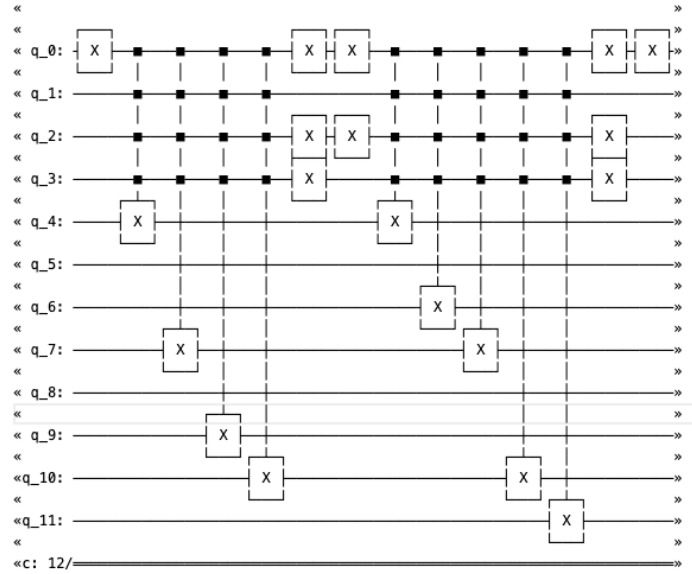 « »
« »
« q_0: X X X X X »
« »
« q_1: »
« »
« q_2: X X X »
« »
« q_3: X X »
« »
« q_4: X X »
« »
« q_5: »
« »
« q_6: X »
« »
« q_7: X X »
« »
« q_8: »
« »
« q_9: X »
« »
«q_10: X X »
« »
«q_11: X »
« »
«c: 12/ »